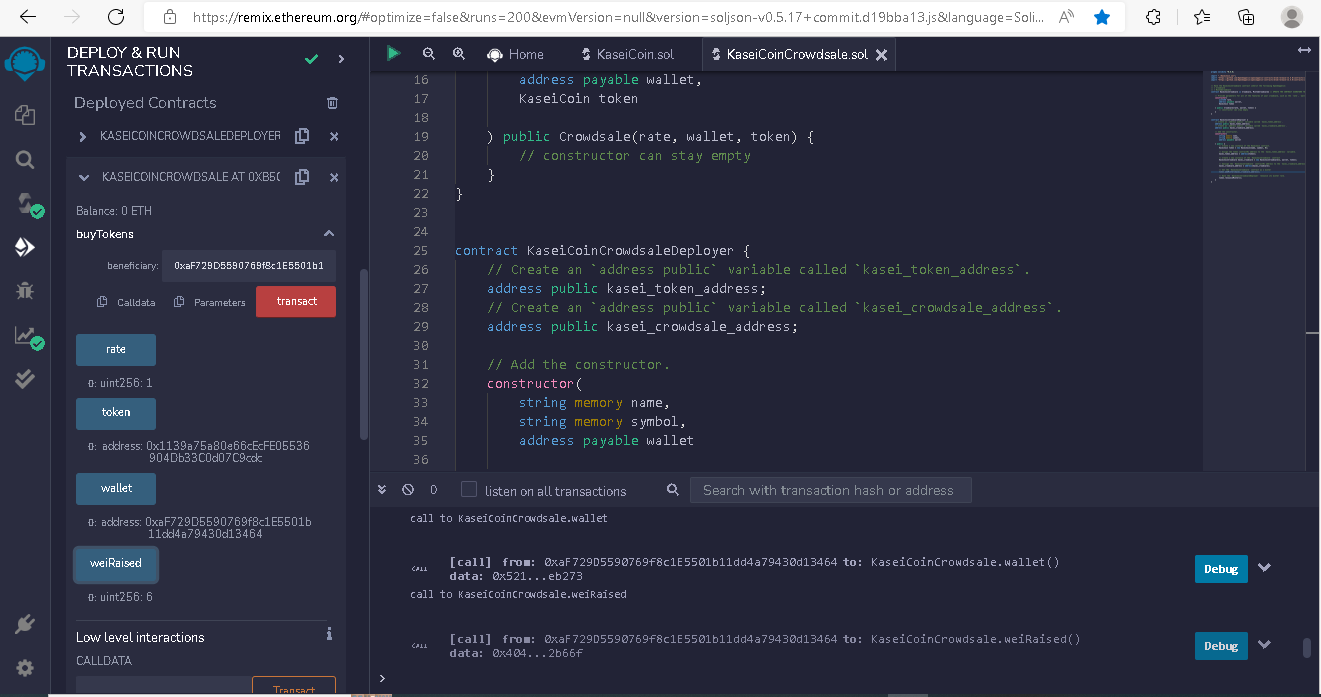 https://remix.ethereum.org/#optimize=false&runs=200&evmVersion=null&version=soljson-v0.5.17+commit.d19bba13.js&language=Soli...
DEPLOY & RUN
TRANSACTIONS
Deployed Contracts
KASEICOINCROWDSALEDEPLOYER
KASEICOINCROWDSALE AT 0XB50
Balance: 0 ETH
buyTokens
beneficiary: 0xaF729D5590769f8c1E5501b1
Calldata Parameters transact
rate
0: uint256: 1
token
0: address: 0x1139a75a80e66cEcFE05536
904Db33C0d07C9cdc
wallet
0: address: 0xaF729D5590769f8c1E5501b
11dd4a79430d13464
weiRaised
0: uint256: 6
Low level interactions
CALLDATA
Transact
Home KaseiCoin.sol KaseiCoinCrowdsale.sol
16 address payable wallet,
17 KaseiCoin token
18
19 ) public Crowdsale(rate, wallet, token) {
20 // constructor can stay empty
21 }
22 }
23
24
25 contract KaseiCoinCrowdsaleDeployer {
26 // Create an `address public` variable called `kasei_token_address`.
27 address public kasei_token_address;
28 // Create an `address public` variable called `kasei_crowdsale_address`.
29 address public kasei_crowdsale_address;
30
31 // Add the constructor.
32 constructor(
33 string memory name,
34 string memory symbol,
35 address payable wallet
36
0 listen on all transactions Search with transaction hash or address
call to KaseiCoinCrowdsale.wallet
CALL [call] from: 0xaF729D5590769f8c1E5501b11dd4a79430d13464 to: KaseiCoinCrowdsale.wallet()
data: 0x521...eb273
Debug
call to KaseiCoinCrowdsale.weiRaised
CALL [call] from: 0xaF729D5590769f8c1E5501b11dd4a79430d13464 to: KaseiCoinCrowdsale.weiRaised()
data: 0x404...2b66f
Debug
>